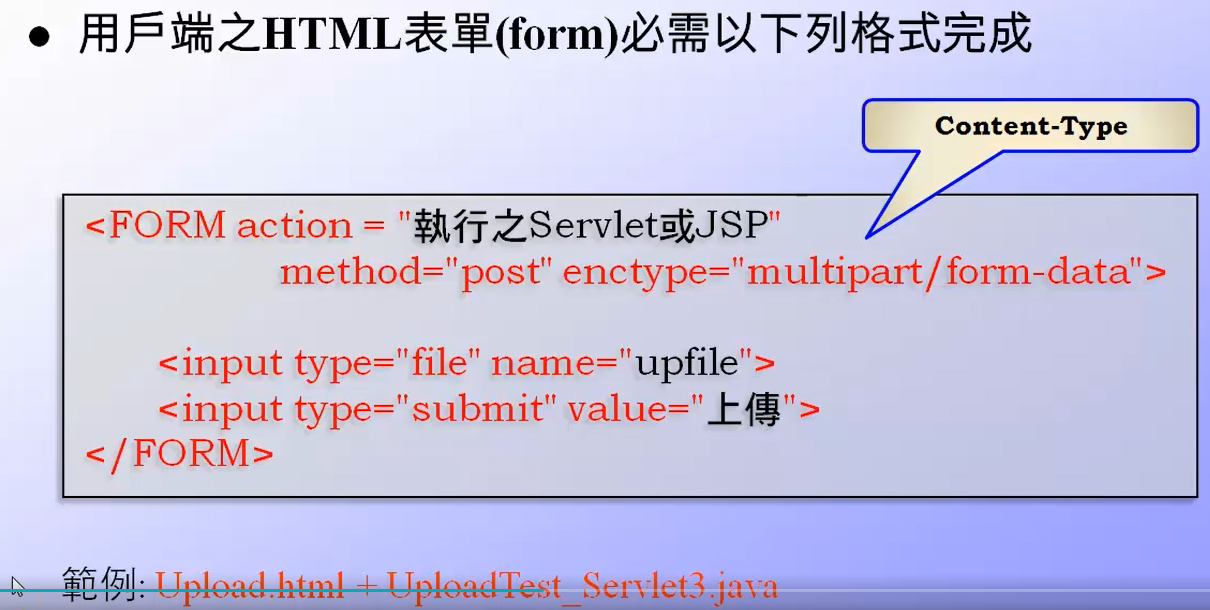 ● 用戶端之HTML表單(form)必需以下列格式完成
Content-Type
<FORM action = "執行之Servlet或JSP"
method="post" enctype="multipart/form-data">
<input type="file" name="upfile">
<input type="submit" value="上傳">
</FORM>
範例: Upload.html + UploadTest_Servlet3.java